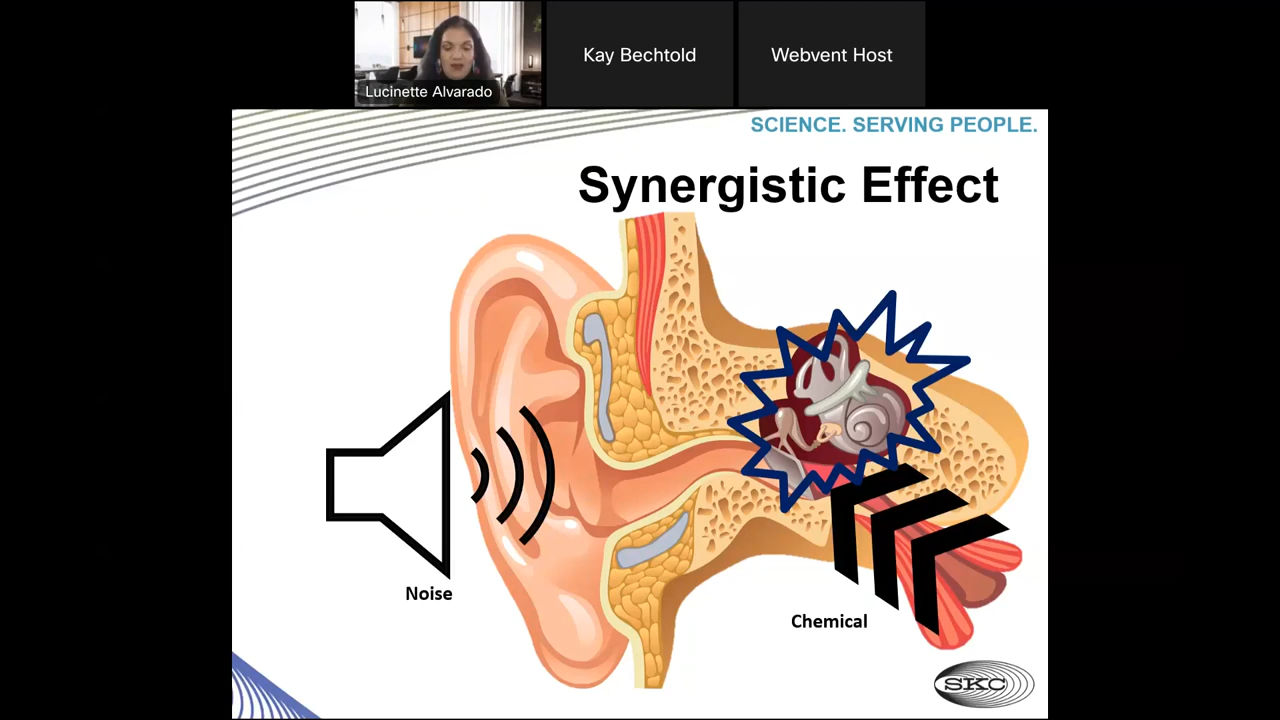 Lucinette Alvarado
Kay Bechtold
Webvent Host
SCIENCE. SERVING PEOPLE.
Synergistic Effect
Noise
Chemical
SKC